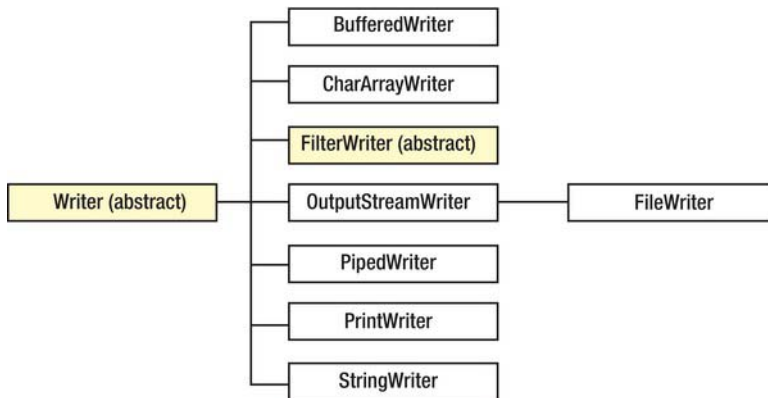 BufferedWriter
CharArrayWriter
FilterWriter (abstract)
Writer (abstract)
OutputStreamWriter
FileWriter
PipedWriter
PrintWriter
StringWriter